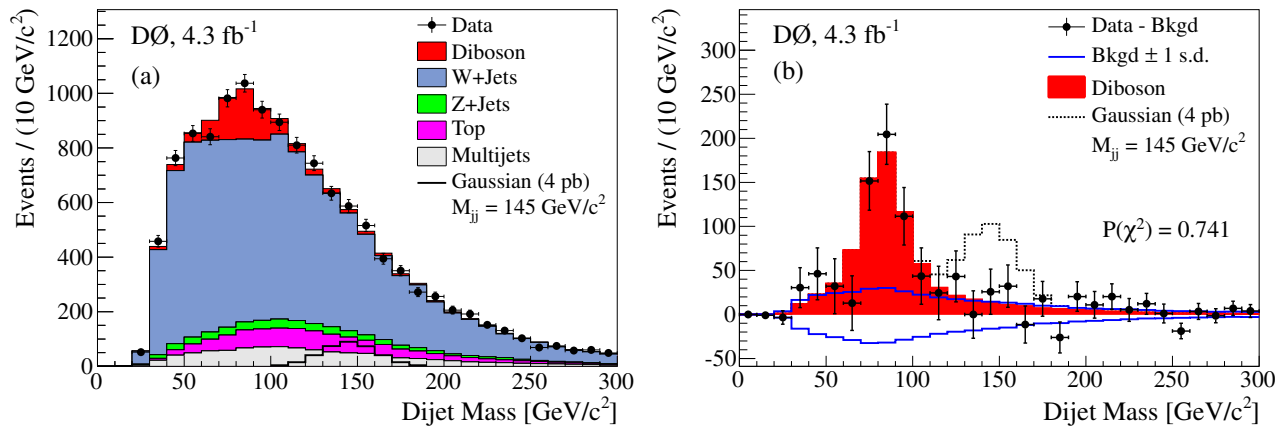 Events / (10 GeV/c²)
1200
1000
800
600
400
200
0
DØ, 4.3 fb⁻¹
(a)
Data
Diboson
W+Jets
Z+Jets
Top
Multijets
Gaussian (4 pb)
M_jj = 145 GeV/c²
0 50 100 150 200 250 300
Dijet Mass [GeV/c²]
Events / (10 GeV/c²)
300
250
200
150
100
50
0
-50
DØ, 4.3 fb⁻¹
(b)
Data - Bkgd
Bkgd ± 1 s.d.
Diboson
Gaussian (4 pb)
M_jj = 145 GeV/c²
P(χ²) = 0.741
0 50 100 150 200 250 300
Dijet Mass [GeV/c²]